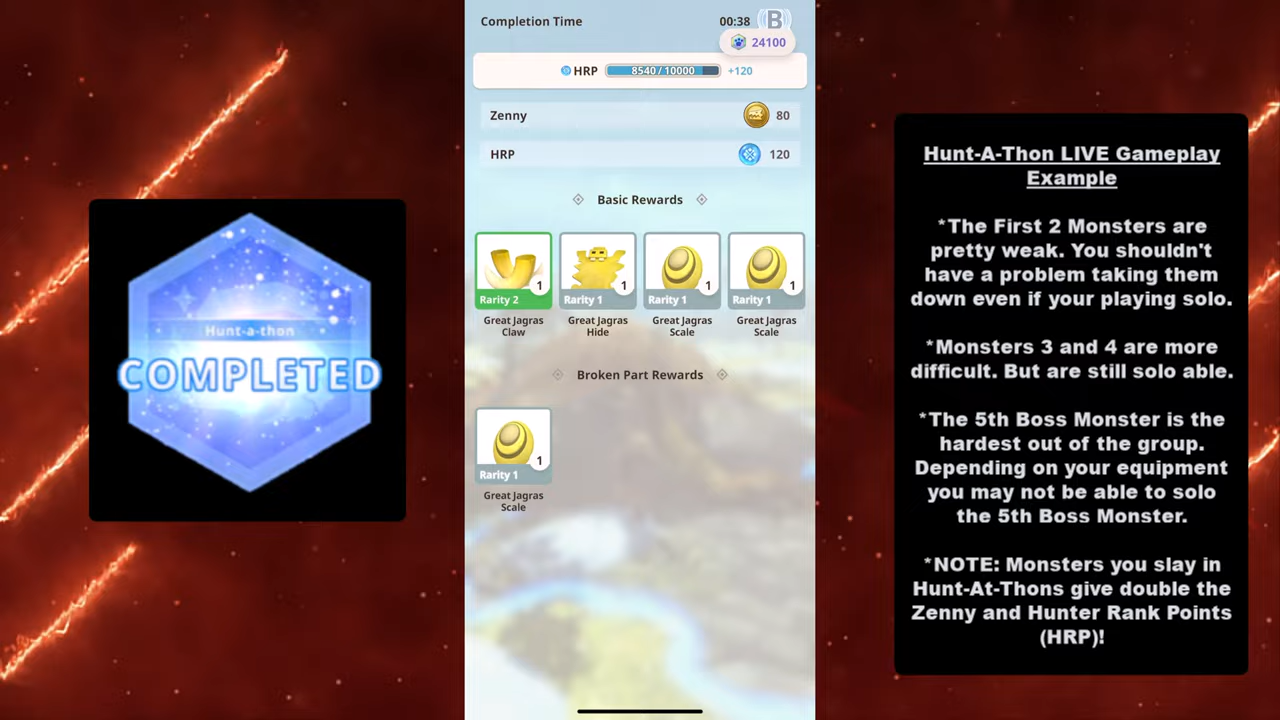 Hunt-a-thon
COMPLETED
Completion Time
00:38
B
24100
HRP
8540 / 10000
+120
Zenny
80
HRP
120
Basic Rewards
1
1
1
1
Rarity 2
Rarity 1
Rarity 1
Rarity 1
Great Jagras
Claw
Great Jagras
Hide
Great Jagras
Scale
Great Jagras
Scale
Broken Part Rewards
1
Rarity 1
Great Jagras
Scale
Hunt-A-Thon LIVE Gameplay
Example
*The First 2 Monsters are
pretty weak. You shouldn't
have a problem taking them
down even if your playing solo.
*Monsters 3 and 4 are more
difficult. But are still solo able.
*The 5th Boss Monster is the
hardest out of the group.
Depending on your equipment
you may not be able to solo
the 5th Boss Monster.
*NOTE: Monsters you slay in
Hunt-At-Thons give double the
Zenny and Hunter Rank Points
(HRP)!